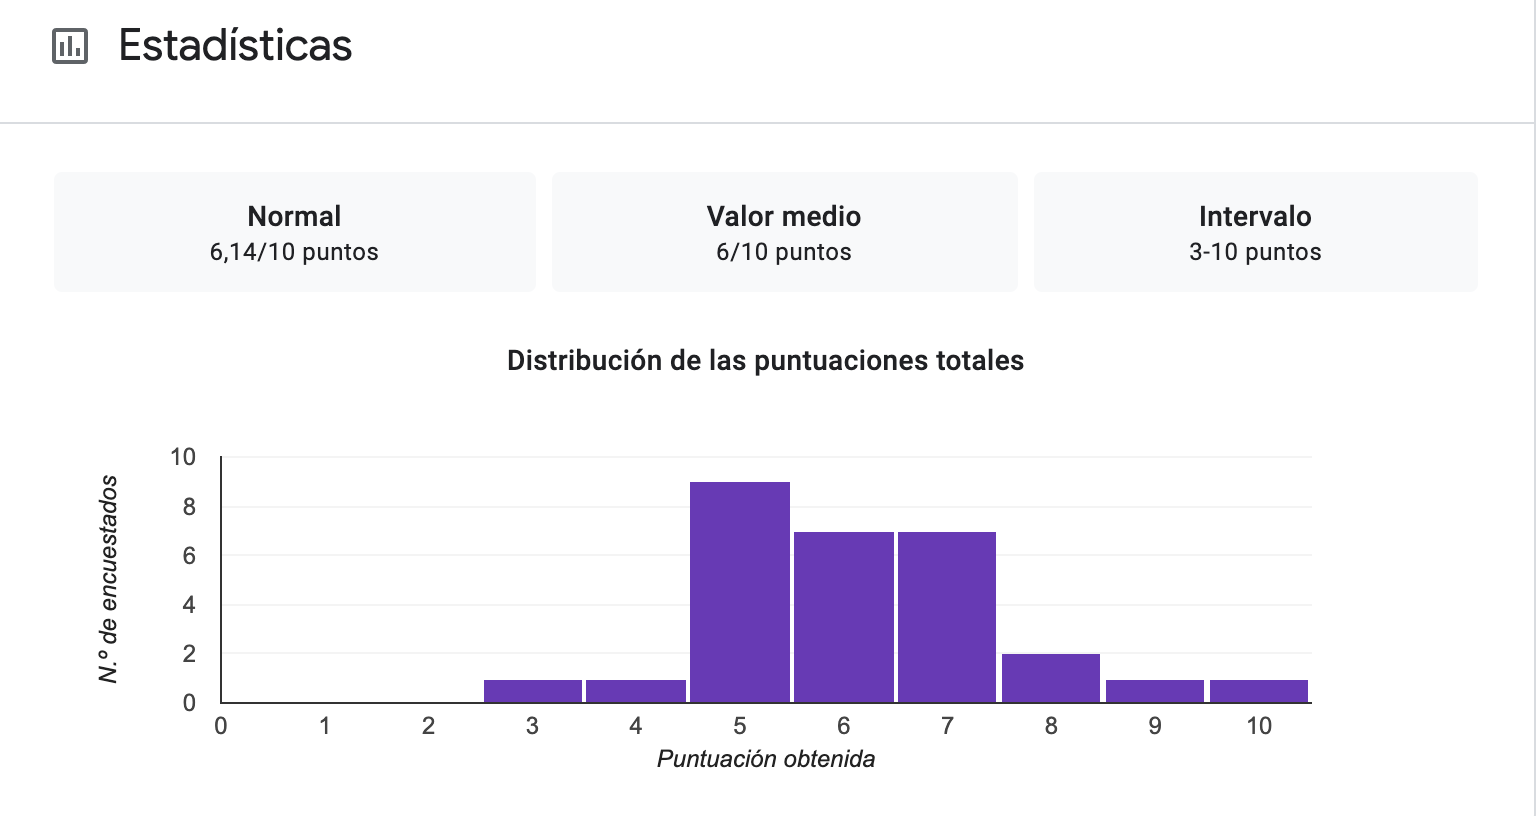 Estadísticas
Normal
6,14/10 puntos
Valor medio
6/10 puntos
Intervalo
3-10 puntos
Distribución de las puntuaciones totales
N.º de encuestados
10
8
6
4
2
0
0 1 2 3 4 5 6 7 8 9 10
Puntuación obtenida